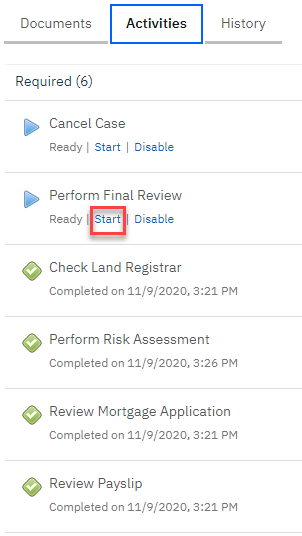 Documents Activities History
Required (6)
Cancel Case
Ready | Start | Disable
Perform Final Review
Ready | Start | Disable
Check Land Registrar
Completed on 11/9/2020, 3:21 PM
Perform Risk Assessment
Completed on 11/9/2020, 3:26 PM
Review Mortgage Application
Completed on 11/9/2020, 3:21 PM
Review Payslip
Completed on 11/9/2020, 3:21 PM